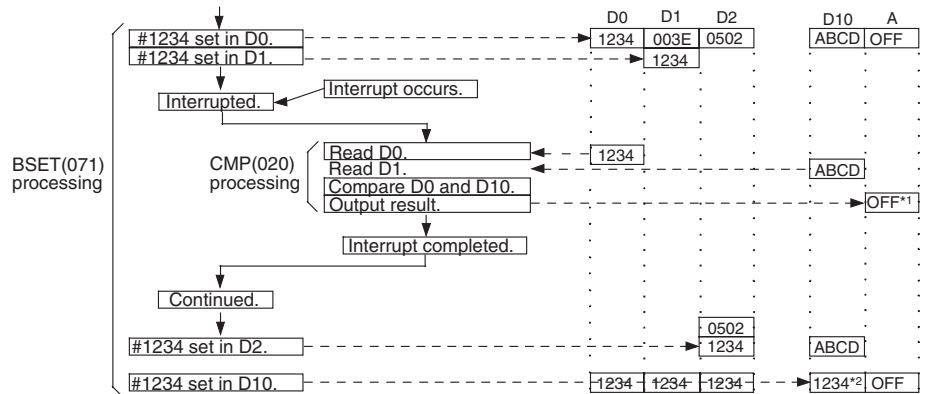 D0 D1 D2 D10 A
#1234 set in D0. 1234 003E 0502 ABCD OFF
#1234 set in D1. 1234
Interrupt occurs.
Interrupted.
Read D0. 1234
BSET(071) processing
CMP(020) processing
Read D1. ABCD
Compare D0 and D10.
Output result. OFF*1
Interrupt completed.
Continued.
0502
#1234 set in D2. 1234 ABCD
#1234 set in D10. 1234 1234 1234 1234*2 OFF